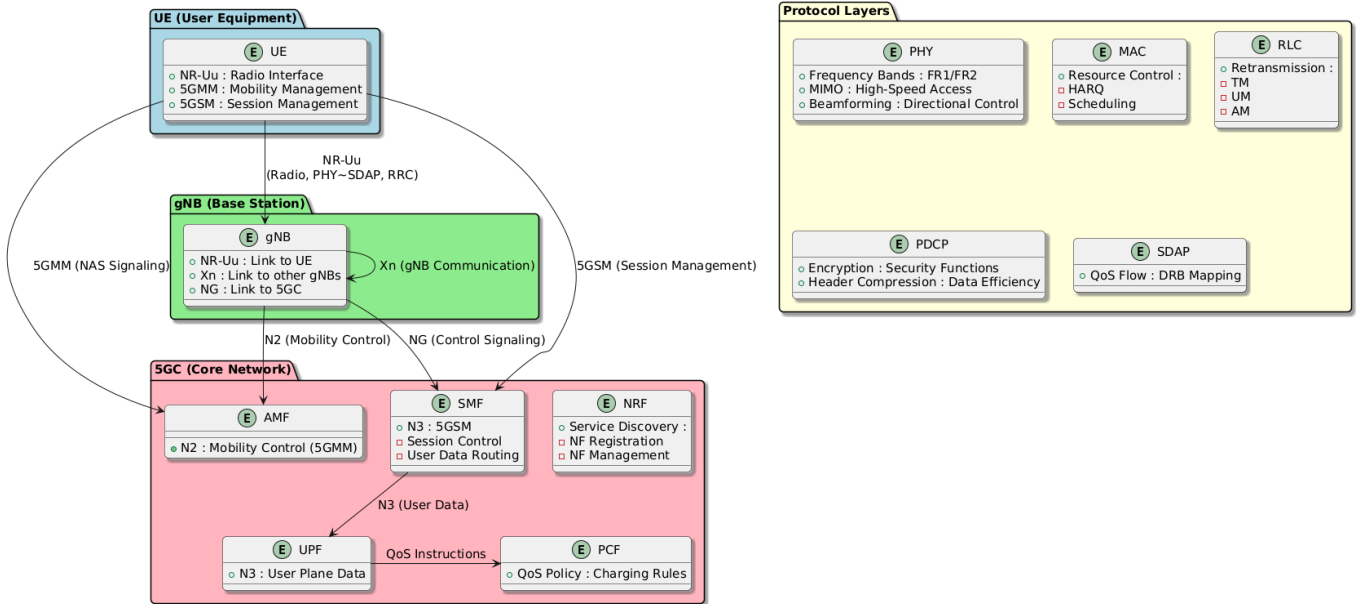 UE (User Equipment)
E UE
NR-Uu : Radio Interface
5GMM : Mobility Management
5GSM : Session Management
NR-Uu
(Radio, PHY~SDAP, RRC)
gNB (Base Station)
E gNB
NR-Uu : Link to UE
Xn : Link to other gNBs
NG : Link to 5GC
Xn (gNB Communication)
5GMM (NAS Signaling)
5GSM (Session Management)
N2 (Mobility Control)
NG (Control Signaling)
5GC (Core Network)
E AMF
N2 : Mobility Control (5GMM)
E SMF
N3 : 5GSM
Session Control
User Data Routing
E NRF
Service Discovery :
NF Registration
NF Management
N3 (User Data)
E UPF
N3 : User Plane Data
QoS Instructions
E PCF
QoS Policy : Charging Rules
Protocol Layers
E PHY
Frequency Bands : FR1/FR2
MIMO : High-Speed Access
Beamforming : Directional Control
E MAC
Resource Control :
HARQ
Scheduling
E RLC
Retransmission :
TM
UM
AM
E PDCP
Encryption : Security Functions
Header Compression : Data Efficiency
E SDAP
QoS Flow : DRB Mapping